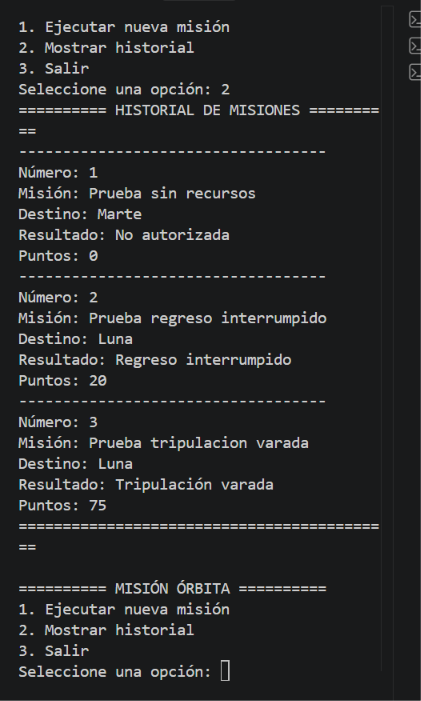 1. Ejecutar nueva misión
2. Mostrar historial
3. Salir
Seleccione una opción: 2
========== HISTORIAL DE MISIONES ========
==
-----------------------------------
Número: 1
Misión: Prueba sin recursos
Destino: Marte
Resultado: No autorizada
Puntos: 0
-----------------------------------
Número: 2
Misión: Prueba regreso interrumpido
Destino: Luna
Resultado: Regreso interrumpido
Puntos: 20
-----------------------------------
Número: 3
Misión: Prueba tripulacion varada
Destino: Luna
Resultado: Tripulación varada
Puntos: 75
=========================================
==
========== MISIÓN ÓRBITA ==========
1. Ejecutar nueva misión
2. Mostrar historial
3. Salir
Seleccione una opción: